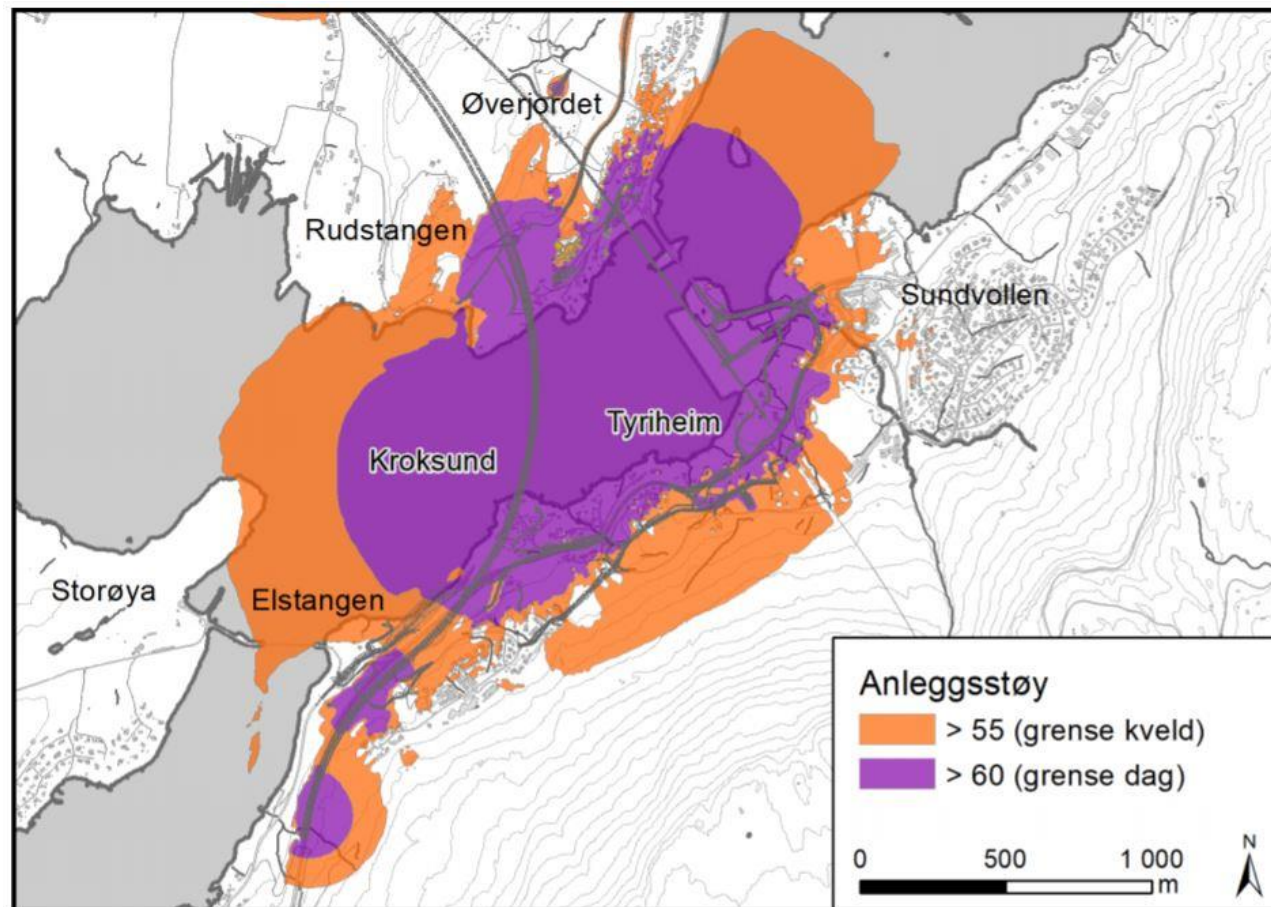 Øverjordet
Rudstangen
Sundvollen
Tyriheim
Kroksund
Storøya
Elstangen
Anleggsstøy
> 55 (grense kveld)
> 60 (grense dag)
0 500 1 000
m
N